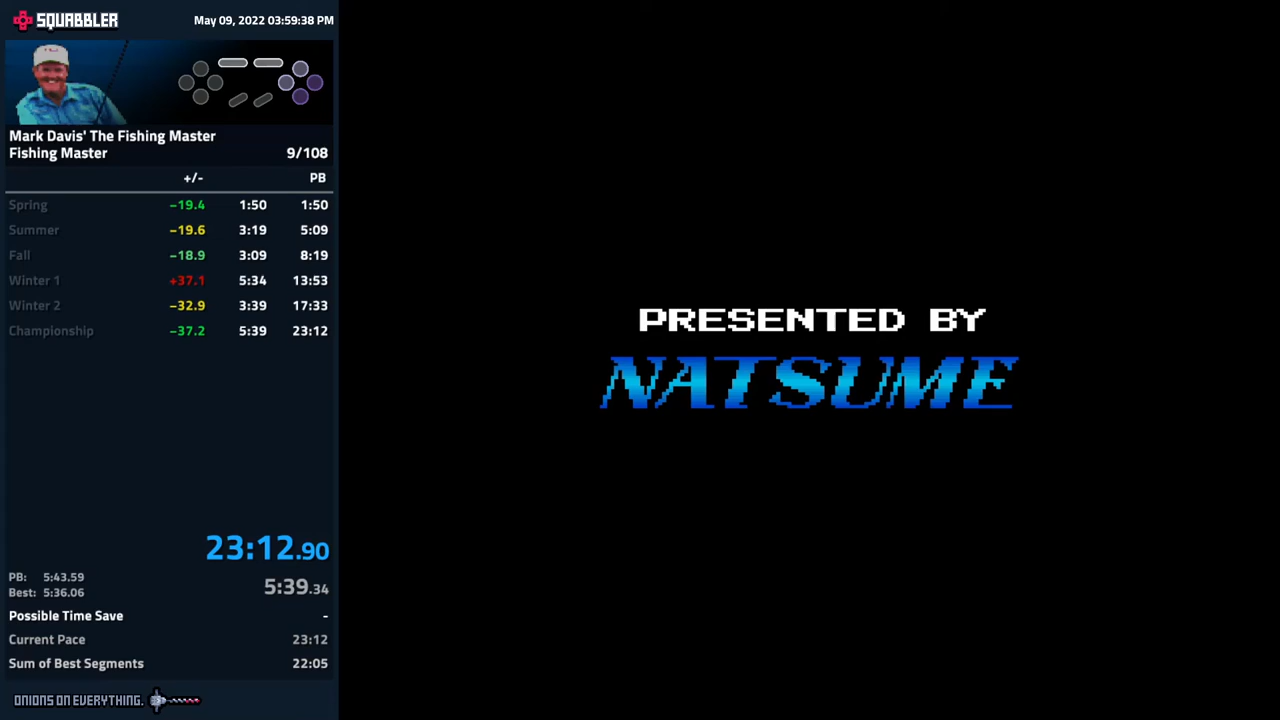 SQUABBLER May 09, 2022 03:59:38 PM
Mark Davis' The Fishing Master
Fishing Master 9/108
+/- PB
Spring -19.4 1:50 1:50
Summer -19.6 3:19 5:09
Fall -18.9 3:09 8:19
Winter 1 +37.1 5:34 13:53
Winter 2 -32.9 3:39 17:33
Championship -37.2 5:39 23:12
23:12.90
PB: 5:43.59
Best: 5:36.06
5:39.34
Possible Time Save -
Current Pace 23:12
Sum of Best Segments 22:05
ONIONS ON EVERYTHING.
PRESENTED BY
NATSUME